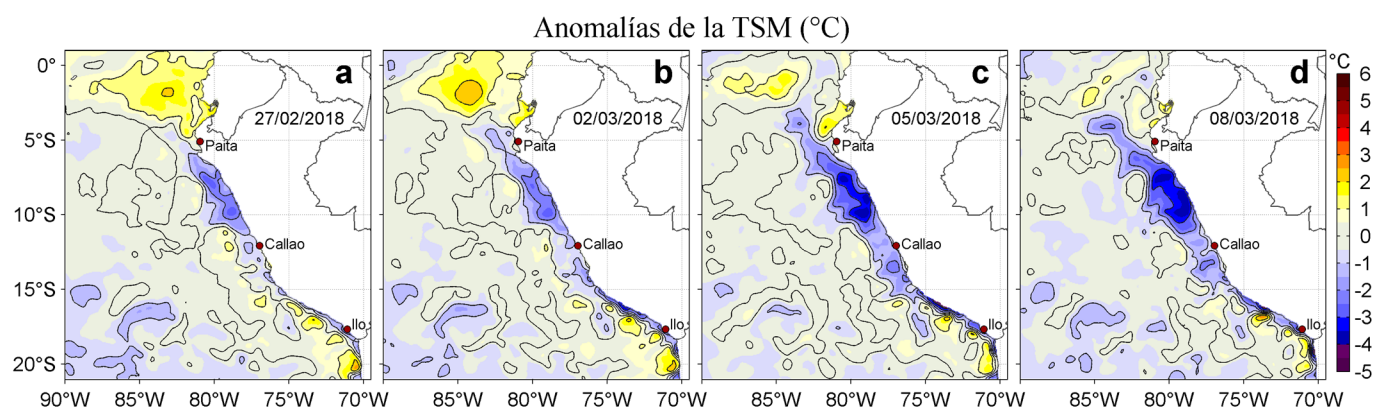 Anomalías de la TSM (°C)
a
27/02/2018
Paita
Callao
Ilo
b
02/03/2018
Paita
Callao
Ilo
c
05/03/2018
Paita
Callao
Ilo
d
08/03/2018
Paita
Callao
Ilo
0°
5°S
10°S
15°S
20°S
90°W 85°W 80°W 75°W 70°W
85°W 80°W 75°W 70°W
85°W 80°W 75°W 70°W
85°W 80°W 75°W 70°W
°C
6
5
4
3
2
1
0
-1
-2
-3
-4
-5